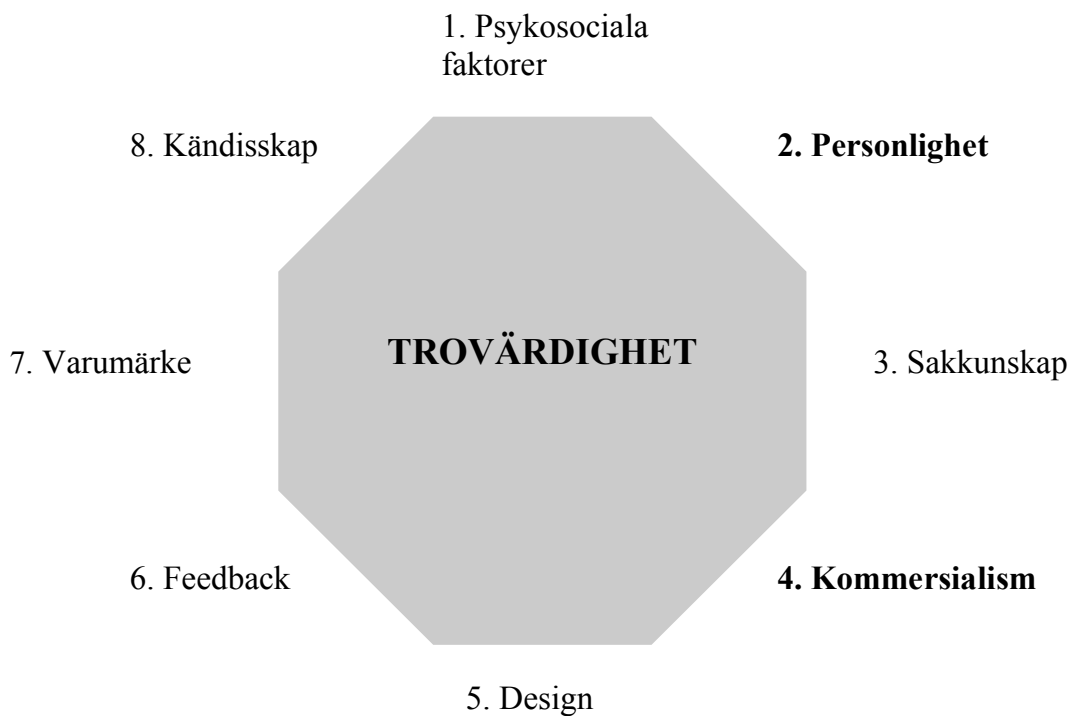 1. Psykosociala
faktorer
8. Kändisskap
2. Personlighet
7. Varumärke
TROVÄRDIGHET
3. Sakkunskap
6. Feedback
4. Kommersialism
5. Design